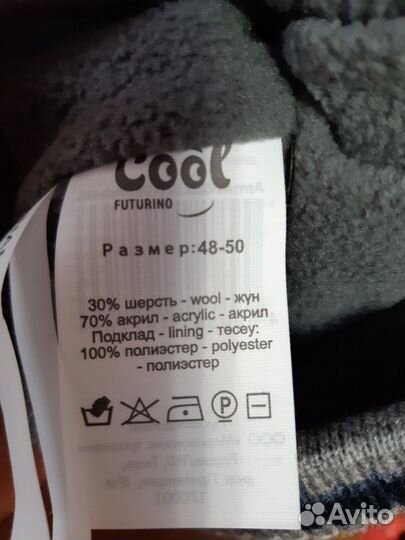 cool
FUTURINO
Размер:48-50
30% шерсть - wool - жүн
70% акрил - acrylic - акрил
Подклад - lining - төсеу:
100% полиэстер - polyester
- полиэстер
P
Avito